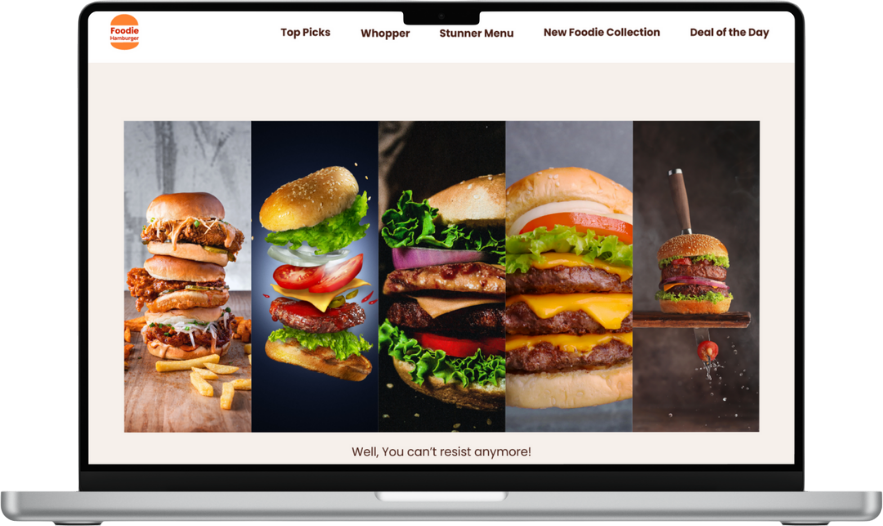 Foodie
Hamburger
Top Picks
Whopper
Stunner Menu
New Foodie Collection
Deal of the Day
Well, You can't resist anymore!